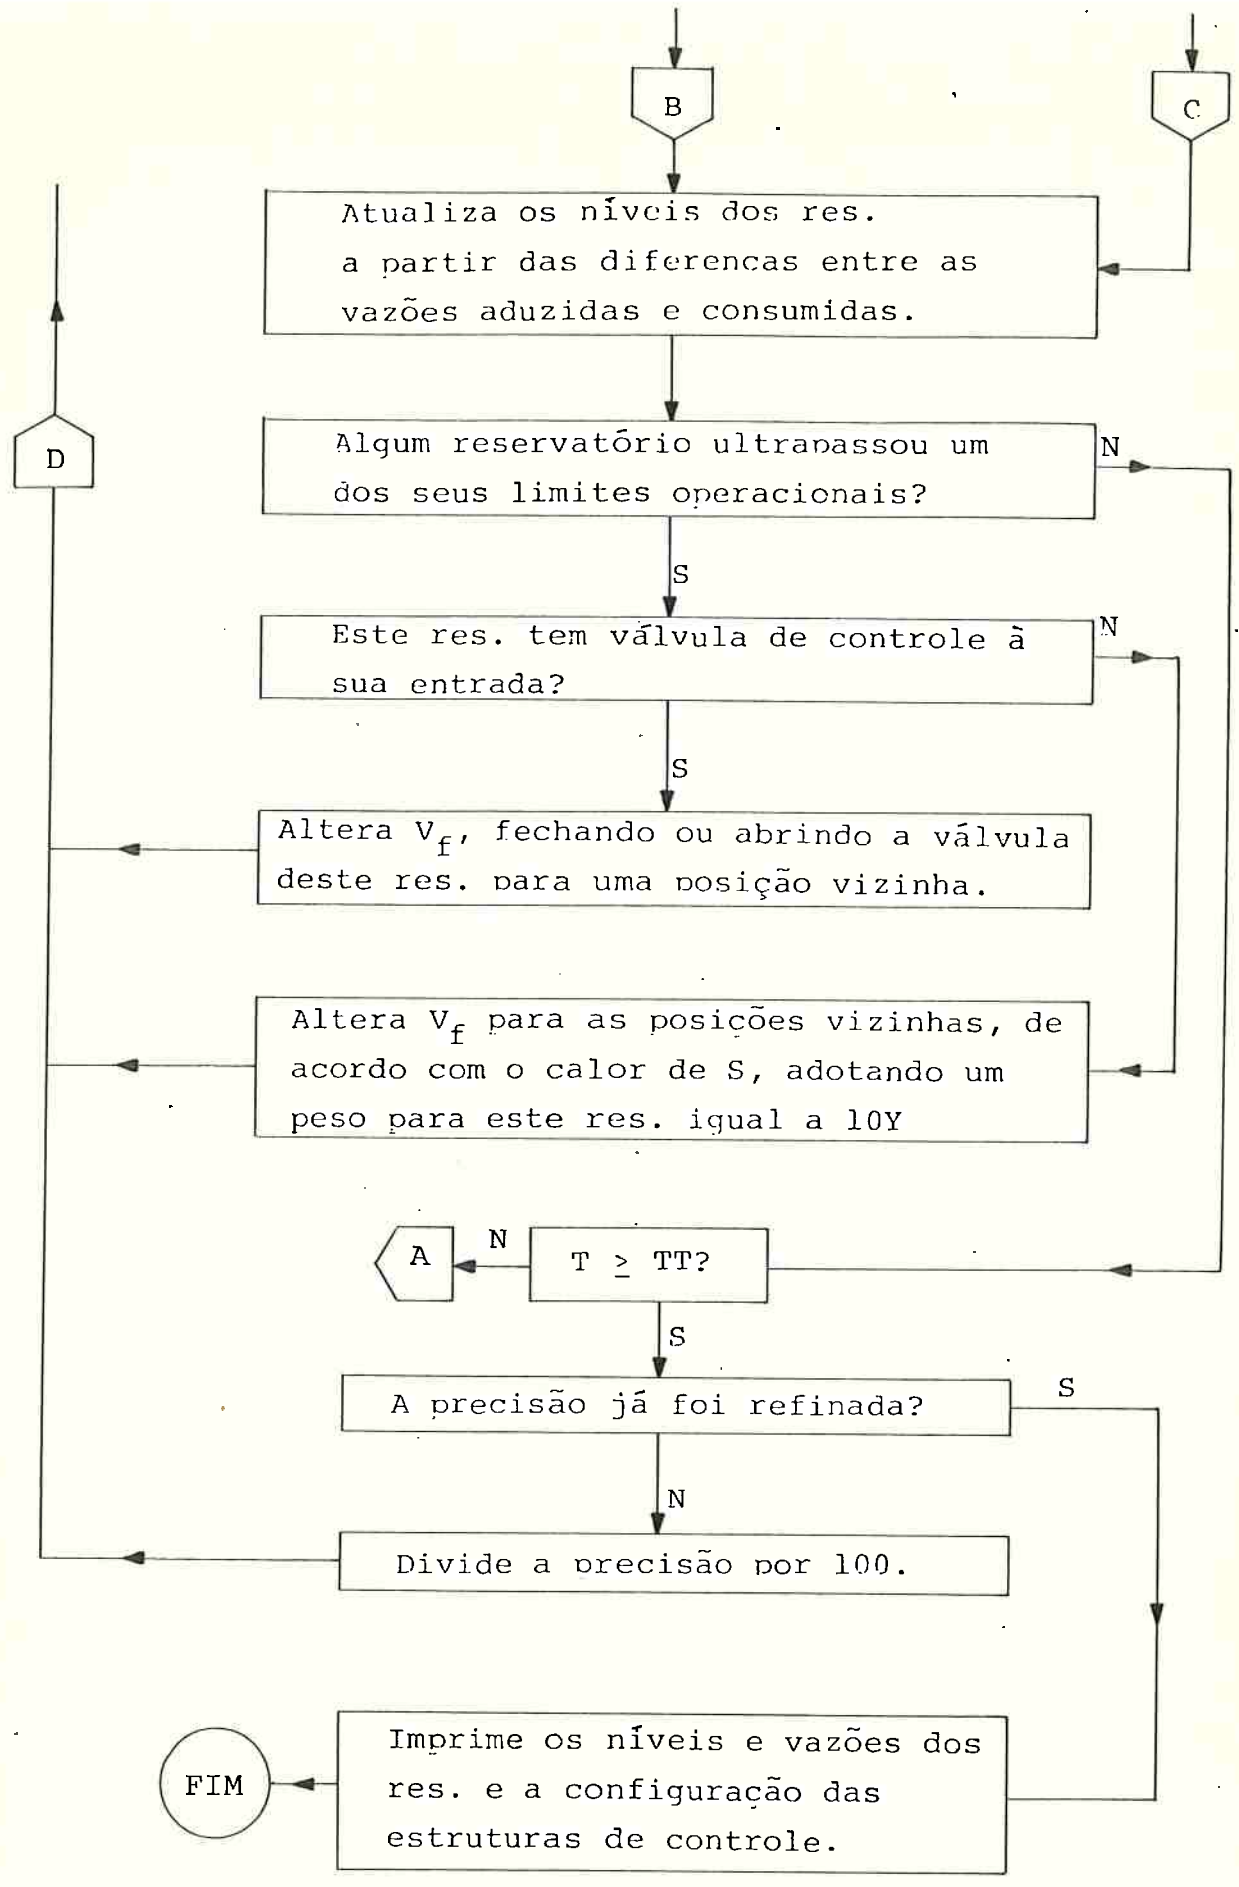 B
C
Atualiza os níveis dos res.
a partir das diferenças entre as
vazões aduzidas e consumidas.
D
Algum reservatório ultrapassou um
dos seus limites operacionais?
N
S
Este res. tem válvula de controle à
sua entrada?
N
S
Altera Vf, fechando ou abrindo a válvula
deste res. para uma posição vizinha.
Altera Vf para as posições vizinhas, de
acordo com o calor de S, adotando um
peso para este res. igual a 10Y
A
N
T ≥ TT?
S
A precisão já foi refinada?
S
N
Divide a precisão por 100.
Imprime os níveis e vazões dos
res. e a configuração das
estruturas de controle.
FIM